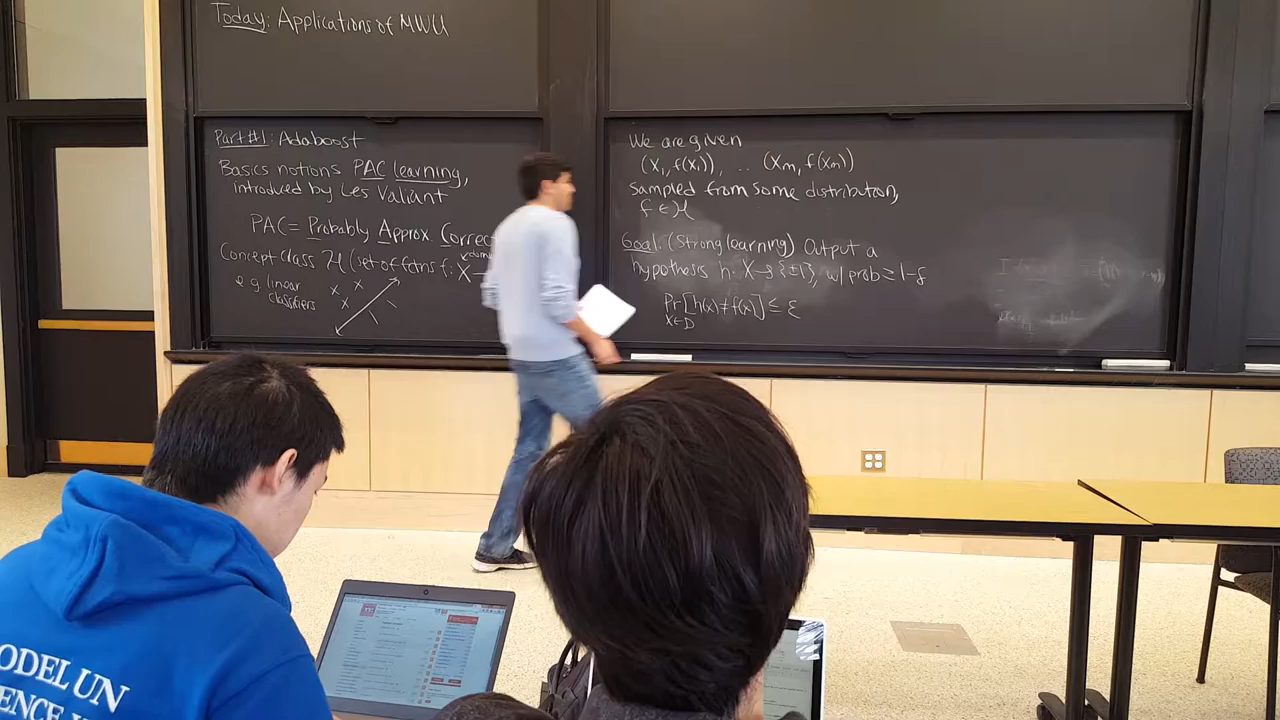 Today: Applications of MWU
Part #1: Adaboost
Basics notions PAC learning,
introduced by Les Valiant
PAC = Probably Approx. Correc
Concept class H (set of fctns f: X →
e.g. linear
classifiers
We are given
(x₁, f(x₁)), .. (xₘ, f(xₘ))
sampled from some distribution,
f ∈ H
Goal: (Strong learning) Output a
hypothesis h: X → {±1}, w/ prob ≥ 1-δ
Pr[h(x) ≠ f(x)] ≤ ε
x∈D
ODEL UN